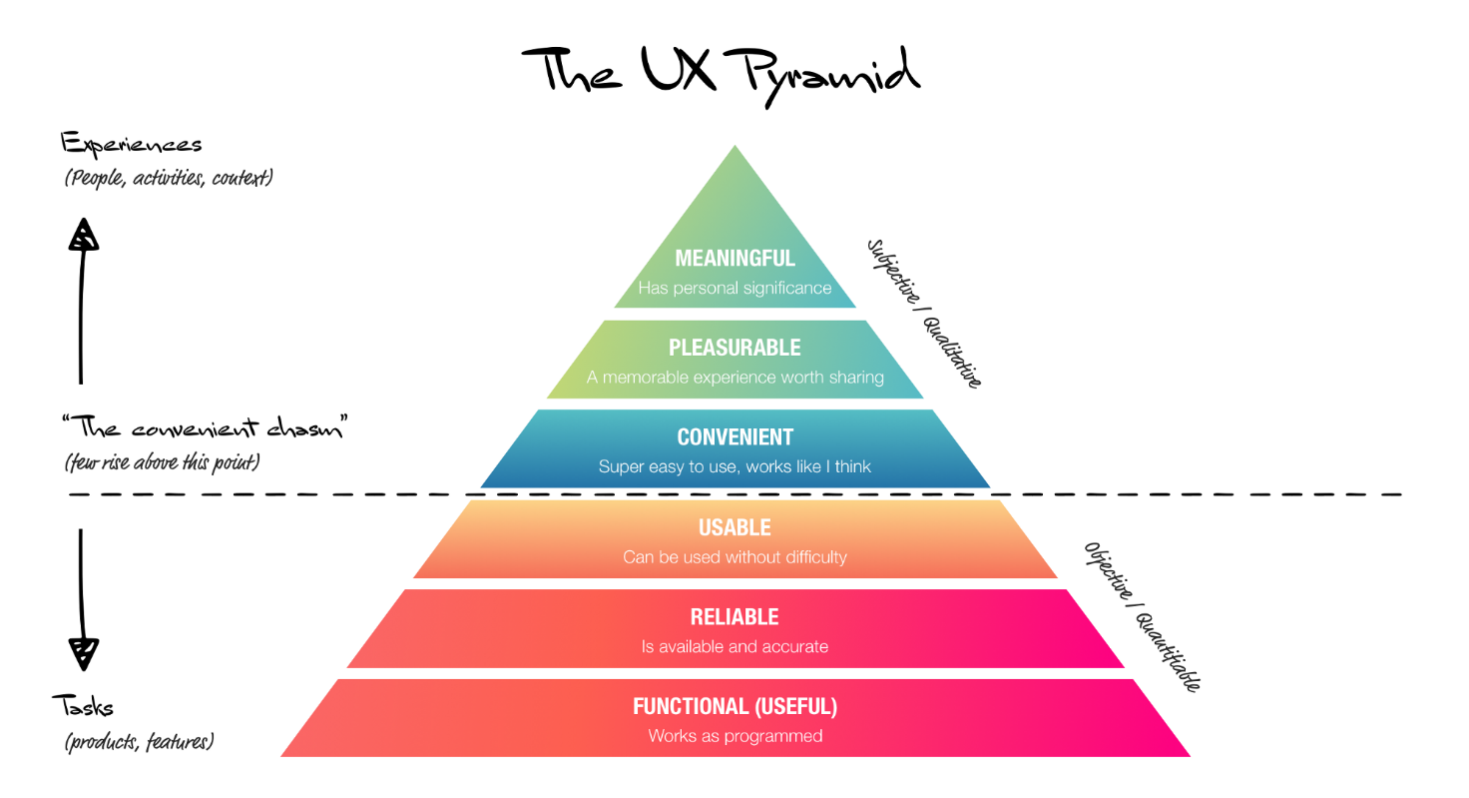 The UX Pyramid
Experiences
(People, activities, context)
MEANINGFUL
Has personal significance
Subjective / Qualitative
PLEASURABLE
A memorable experience worth sharing
"The convenient chasm"
(few rise above this point)
CONVENIENT
Super easy to use, works like I think
USABLE
Can be used without difficulty
Objective / Quantifiable
RELIABLE
Is available and accurate
Tasks
(products, features)
FUNCTIONAL (USEFUL)
Works as programmed